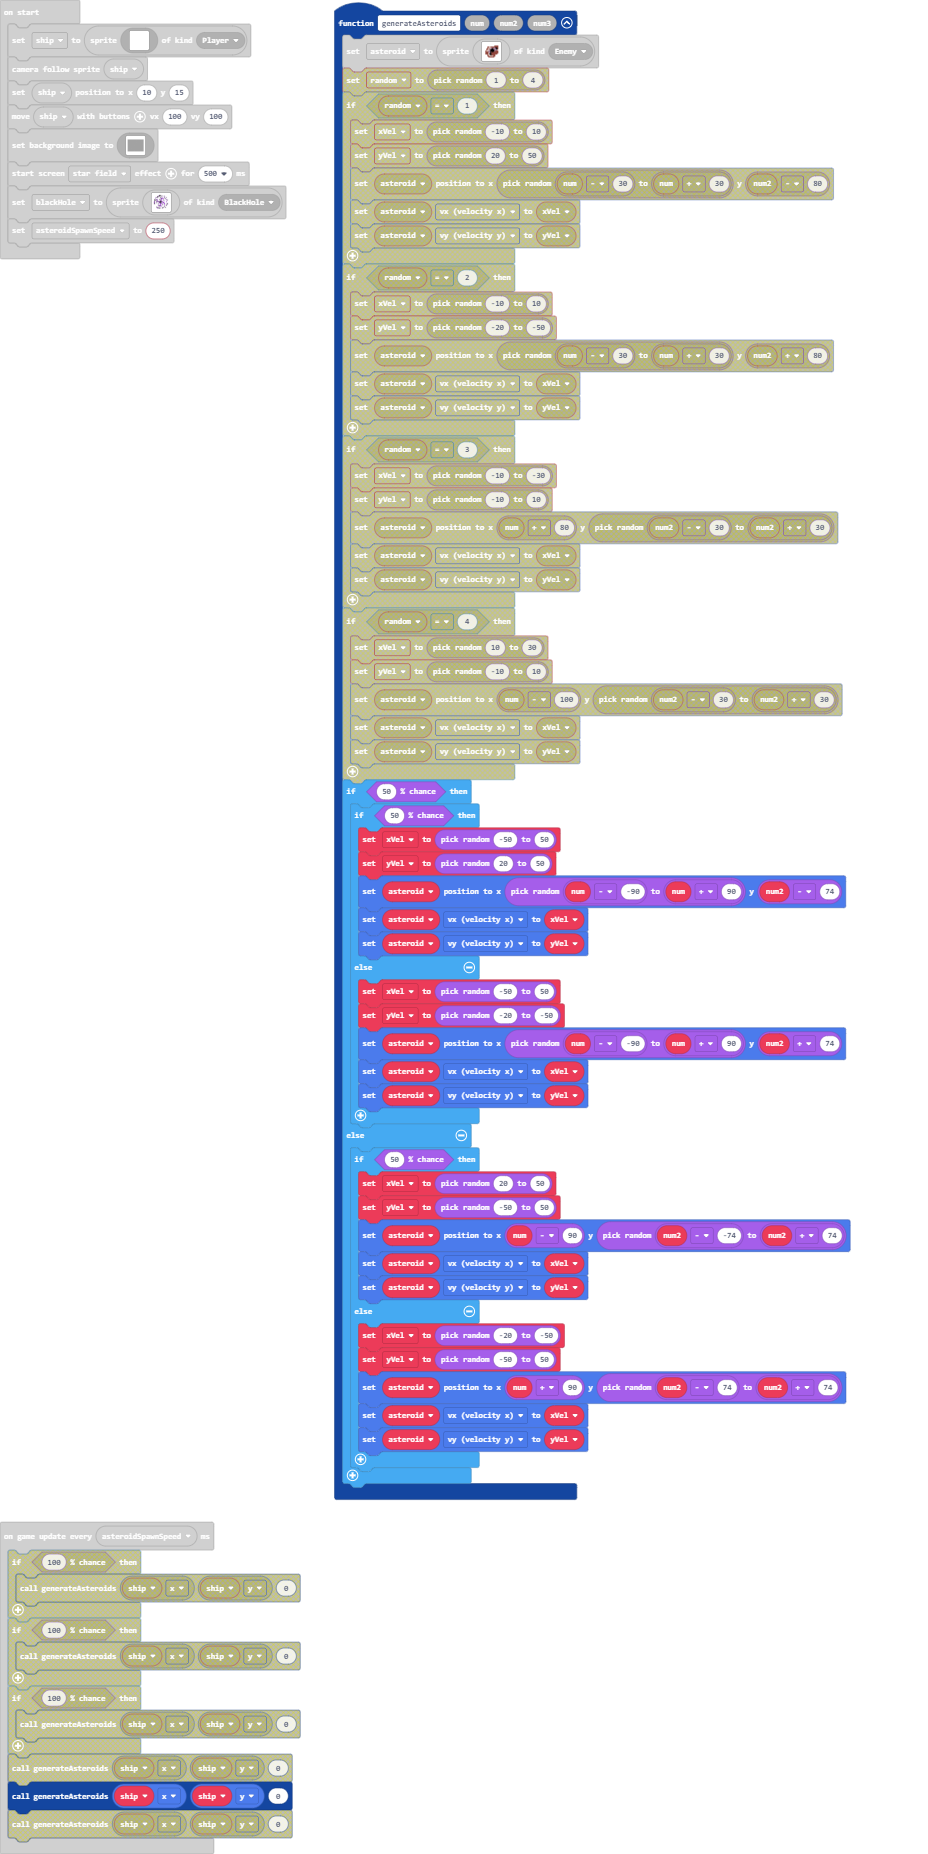 on start
set ship to sprite of kind Player
camera follow sprite ship
set ship position to x 10 y 15
move ship with buttons vx 100 vy 100
set background image to
start screen star field effect for 500 ms
set blackHole to sprite of kind BlackHole
set asteroidSpawnSpeed to 250
function generateAsteroids num num2 num3
set asteroid to sprite of kind Enemy
set random to pick random 1 to 4
if random = 1 then
set xVel to pick random -10 to 10
set yVel to pick random 20 to 50
set asteroid position to x pick random num - 30 to num + 30 y num2 - 80
set asteroid vx (velocity x) to xVel
set asteroid vy (velocity y) to yVel
if random = 2 then
set xVel to pick random -10 to 10
set yVel to pick random -20 to -50
set asteroid position to x pick random num - 30 to num + 30 y num2 + 80
set asteroid vx (velocity x) to xVel
set asteroid vy (velocity y) to yVel
if random = 3 then
set xVel to pick random -10 to -30
set yVel to pick random -10 to 10
set asteroid position to x num + 80 y pick random num2 - 30 to num2 + 30
set asteroid vx (velocity x) to xVel
set asteroid vy (velocity y) to yVel
if random = 4 then
set xVel to pick random 10 to 30
set yVel to pick random -10 to 10
set asteroid position to x num - 100 y pick random num2 - 30 to num2 + 30
set asteroid vx (velocity x) to xVel
set asteroid vy (velocity y) to yVel
if 50 % chance then
if 50 % chance then
set xVel to pick random -50 to 50
set yVel to pick random 20 to 50
set asteroid position to x pick random num - -90 to num + 90 y num2 - 74
set asteroid vx (velocity x) to xVel
set asteroid vy (velocity y) to yVel
else
set xVel to pick random -50 to 50
set yVel to pick random -20 to -50
set asteroid position to x pick random num - -90 to num + 90 y num2 + 74
set asteroid vx (velocity x) to xVel
set asteroid vy (velocity y) to yVel
else
if 50 % chance then
set xVel to pick random 20 to 50
set yVel to pick random -50 to 50
set asteroid position to x num - 90 y pick random num2 - -74 to num2 + 74
set asteroid vx (velocity x) to xVel
set asteroid vy (velocity y) to yVel
else
set xVel to pick random -20 to -50
set yVel to pick random -50 to 50
set asteroid position to x num + 90 y pick random num2 - 74 to num2 + 74
set asteroid vx (velocity x) to xVel
set asteroid vy (velocity y) to yVel
on game update every asteroidSpawnSpeed ms
if 100 % chance then
call generateAsteroids ship x ship y 0
if 100 % chance then
call generateAsteroids ship x ship y 0
if 100 % chance then
call generateAsteroids ship x ship y 0
call generateAsteroids ship x ship y 0
call generateAsteroids ship x ship y 0
call generateAsteroids ship x ship y 0